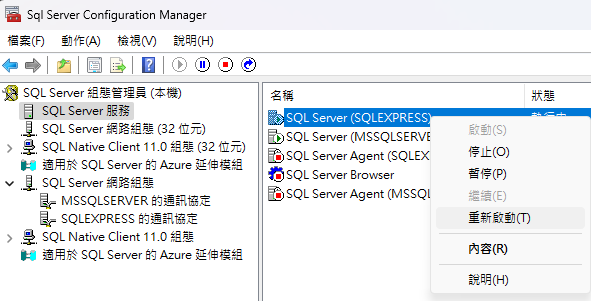 Sql Server Configuration Manager
檔案(F) 動作(A) 檢視(V) 說明(H)
SQL Server 組態管理員 (本機)
SQL Server 服務
SQL Server 網路組態 (32 位元)
SQL Native Client 11.0 組態 (32 位元)
適用於 SQL Server 的 Azure 延伸模組
SQL Server 網路組態
MSSQLSERVER 的通訊協定
SQLEXPRESS 的通訊協定
SQL Native Client 11.0 組態
適用於 SQL Server 的 Azure 延伸模組
名稱 狀態
SQL Server (SQLEXPRESS)
SQL Server (MSSQLSERVE
SQL Server Agent (SQLEX
SQL Server Browser
SQL Server Agent (MSSQL
啟動(S)
停止(O)
暫停(P)
繼續(E)
重新啟動(T)
內容(R)
說明(H)